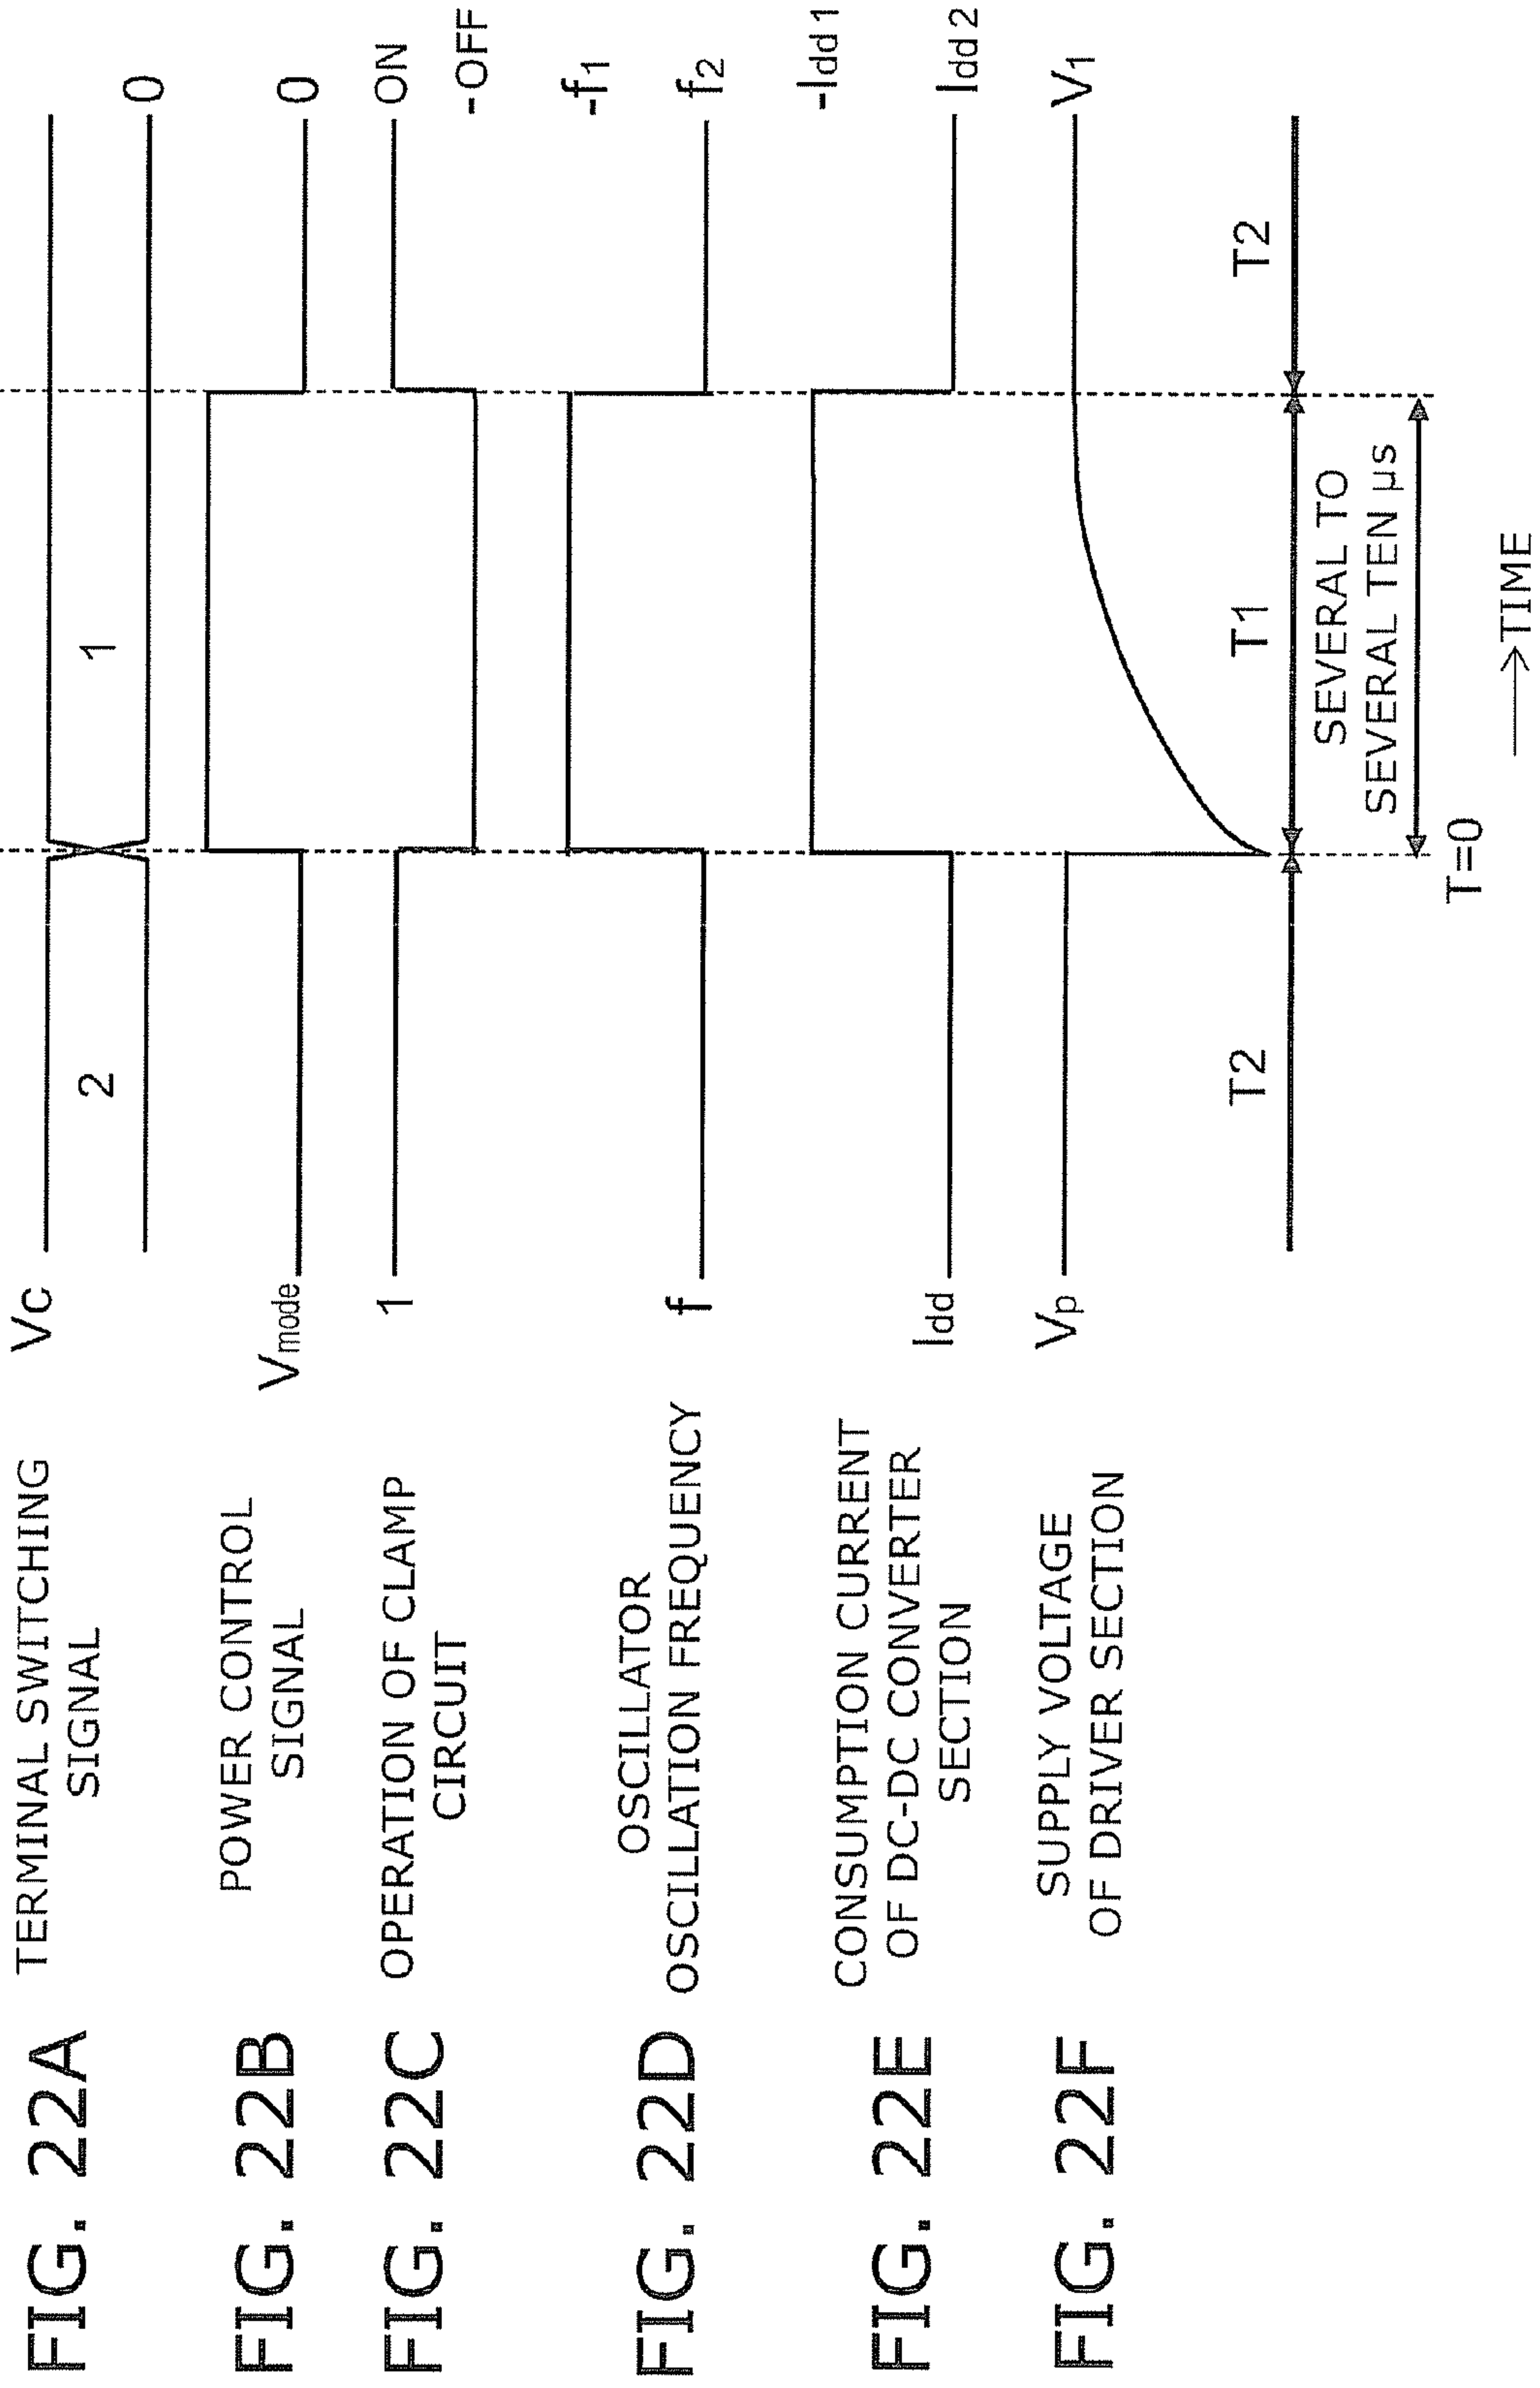 FIG. 22A
TERMINAL SWITCHING
SIGNAL
Vc
2
1
0
FIG. 22B
POWER CONTROL
SIGNAL
Vmode
0
FIG. 22C
OPERATION OF CLAMP
CIRCUIT
1
ON
-OFF
FIG. 22D
OSCILLATOR
OSCILLATION FREQUENCY
f
-f1
f2
FIG. 22E
CONSUMPTION CURRENT
OF DC-DC CONVERTER
SECTION
Idd
-Idd 1
Idd 2
FIG. 22F
SUPPLY VOLTAGE
OF DRIVER SECTION
Vp
V1
T2
T1
T2
SEVERAL TO
SEVERAL TEN µs
T=0
→TIME